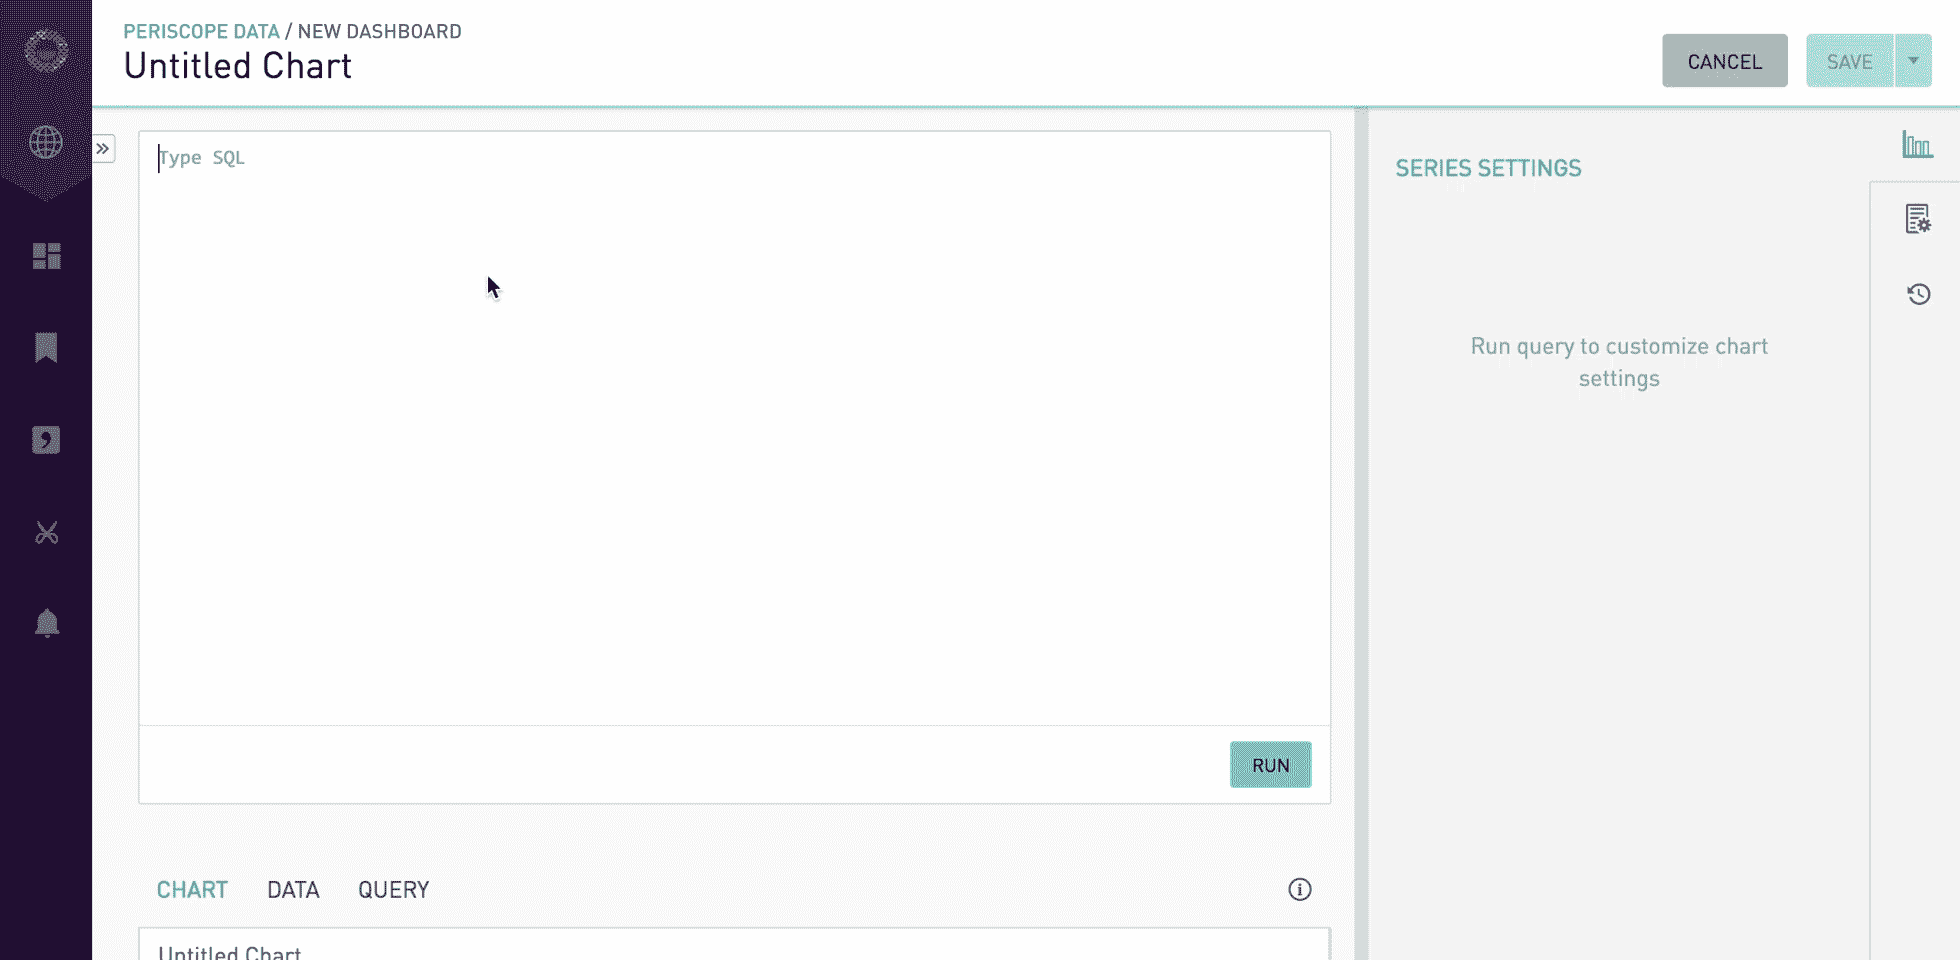 PERISCOPE DATA / NEW DASHBOARD
Untitled Chart
CANCEL
SAVE
Type SQL
SERIES SETTINGS
Run query to customize chart
settings
RUN
CHART DATA QUERY
Untitled Chart